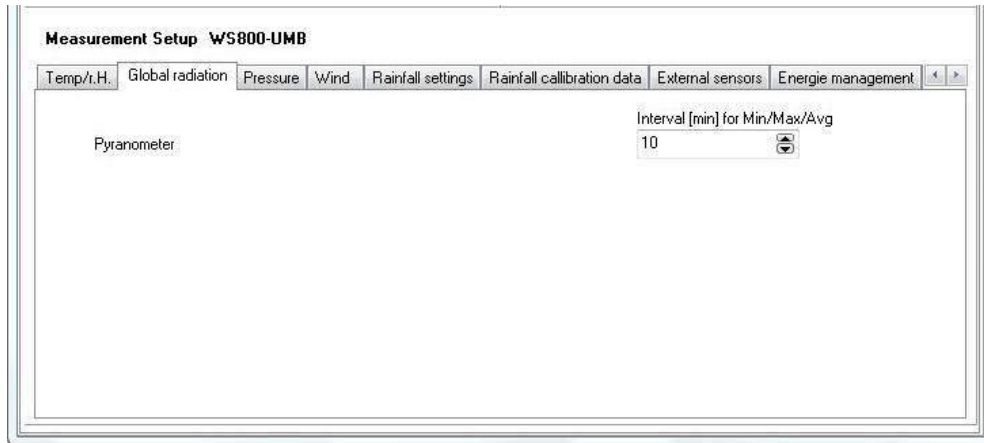 Measurement Setup WS800-UMB
Temp/r.H. Global radiation Pressure Wind Rainfall settings Rainfall callibration data External sensors Energie management
Interval [min] for Min/Max/Avg
Pyranometer 10